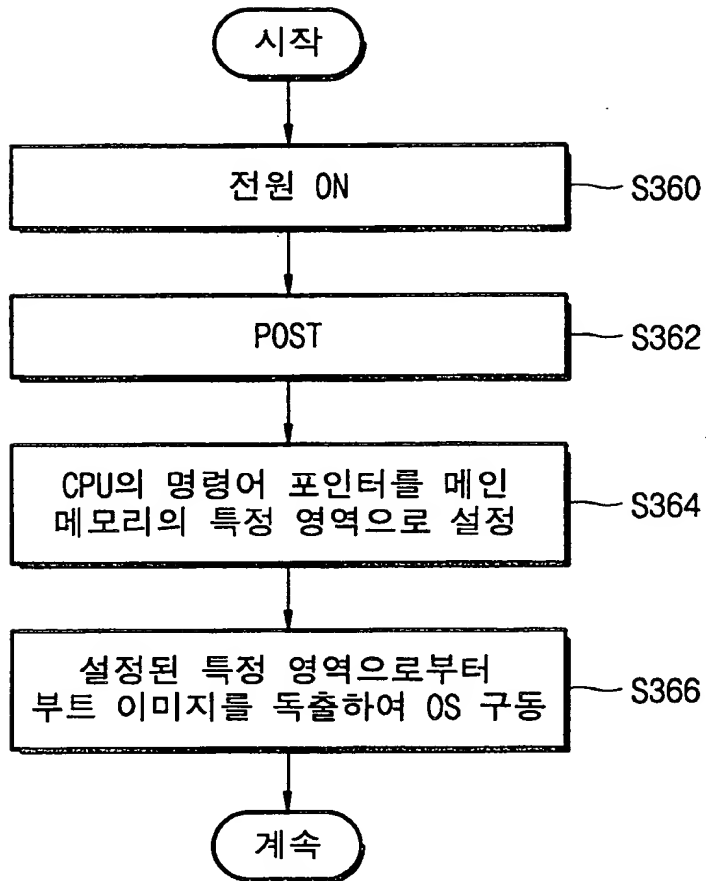 시작
전원 ON
S360
POST
S362
CPU의 명령어 포인터를 메인
메모리의 특정 영역으로 설정
S364
설정된 특정 영역으로부터
부트 이미지를 독출하여 OS 구동
S366
계속